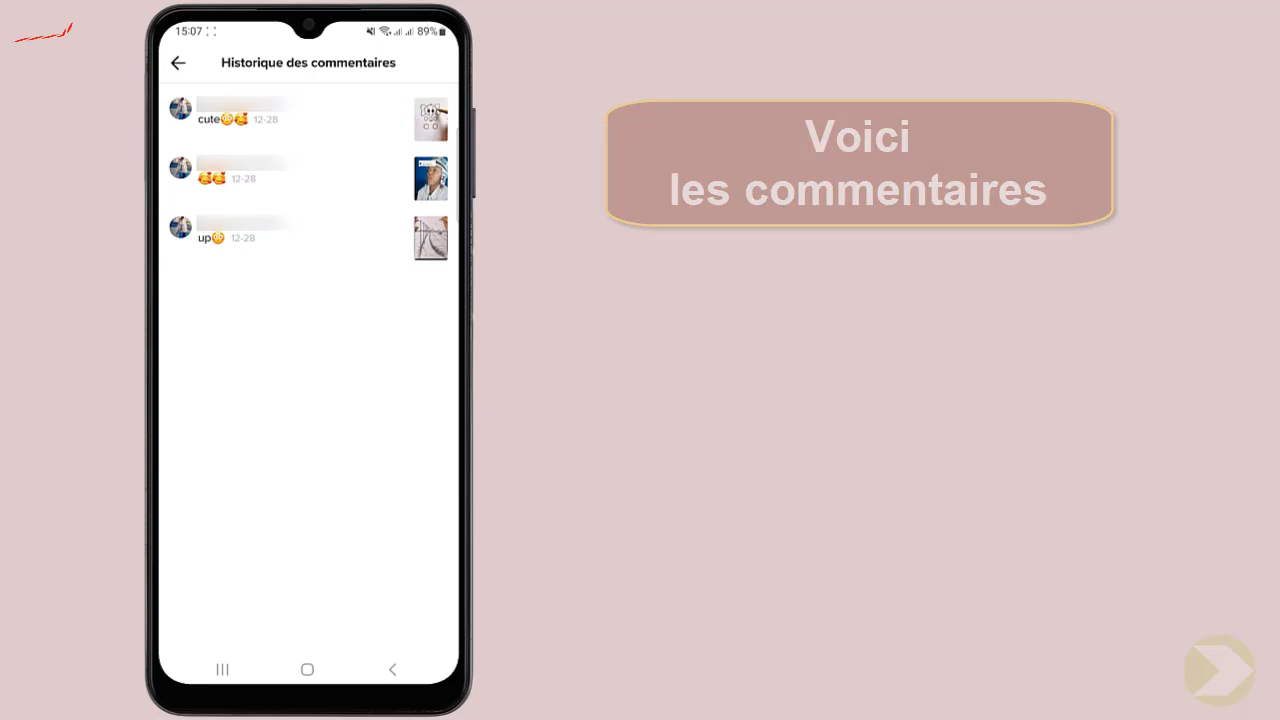 15:07
89%
Historique des commentaires
cute😳🥰 12-28
🥰🥰 12-28
up😳 12-28
Voici
les commentaires